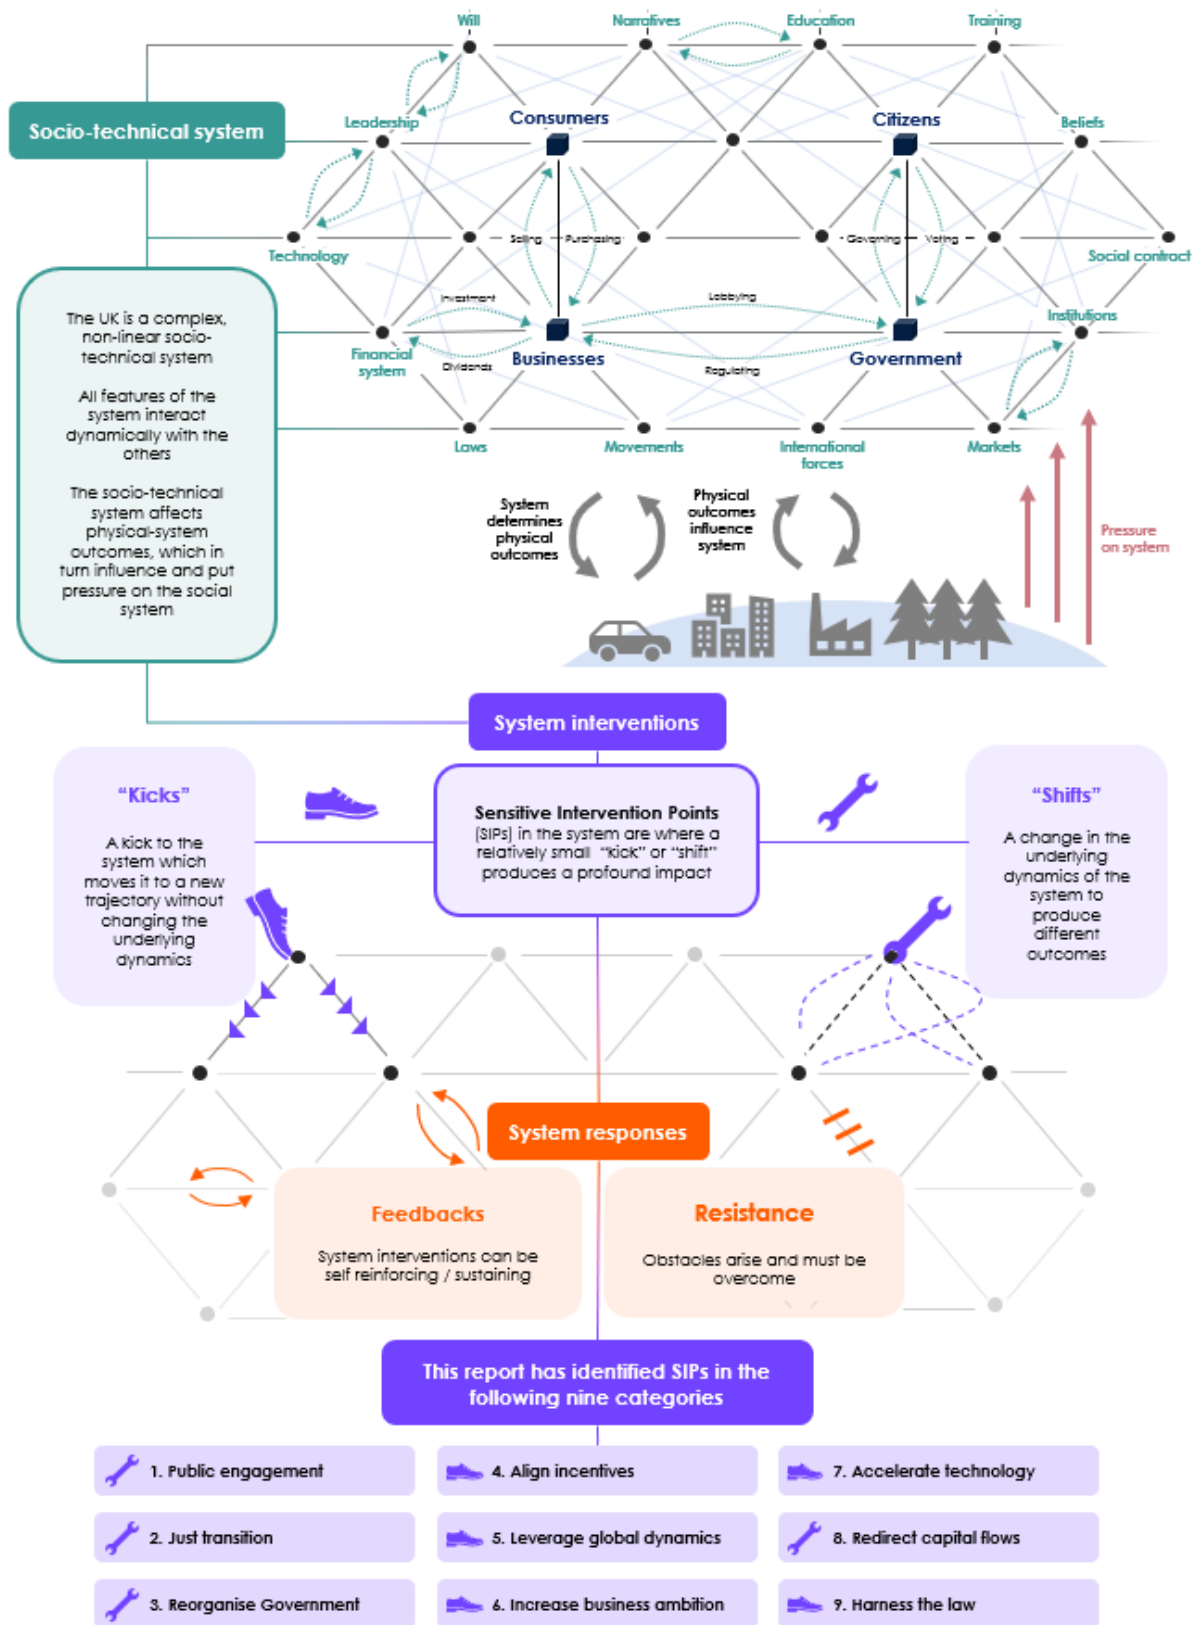 Will
Narratives
Education
Training
Socio-technical system
Leadership
Consumers
Citizens
Beliefs
Technology
Selling
Purchasing
Governing
Voting
Social contract
The UK is a complex,
non-linear socio-
technical system
All features of the
system interact
dynamically with the
others
The socio-technical
system affects
physical-system
outcomes, which in
turn influence and put
pressure on the social
system
Investment
Lobbying
Institutions
Financial
system
Businesses
Government
Dividends
Regulating
Laws
Movements
International
forces
Markets
System
determines
physical
outcomes
Physical
outcomes
influence
system
Pressure
on system
System interventions
“Kicks”
A kick to the
system which
moves it to a new
trajectory without
changing the
underlying
dynamics
Sensitive Intervention Points
(SIPs) in the system are where a
relatively small “kick” or “shift”
produces a profound impact
“Shifts”
A change in the
underlying
dynamics of the
system to
produce
different
outcomes
System responses
Feedbacks
System interventions can be
self reinforcing / sustaining
Resistance
Obstacles arise and must be
overcome
This report has identified SIPs in the
following nine categories
1. Public engagement
2. Just transition
3. Reorganise Government
4. Align incentives
5. Leverage global dynamics
6. Increase business ambition
7. Accelerate technology
8. Redirect capital flows
9. Harness the law